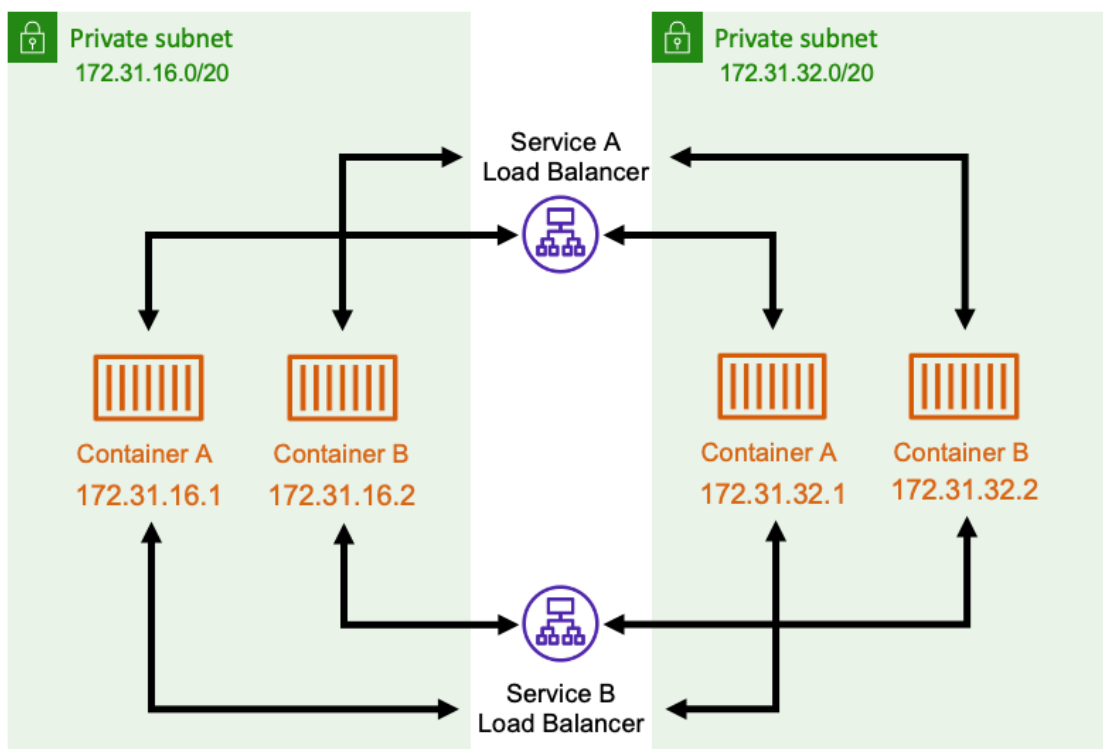 Private subnet
172.31.16.0/20
Private subnet
172.31.32.0/20
Service A
Load Balancer
Container A
172.31.16.1
Container B
172.31.16.2
Container A
172.31.32.1
Container B
172.31.32.2
Service B
Load Balancer